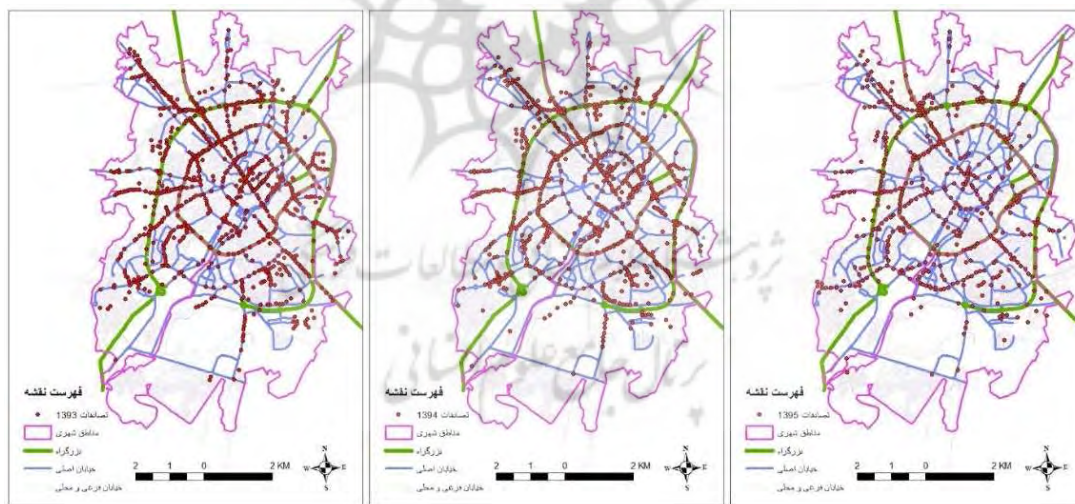 فهرست نقشه
تصادفات 1393
مناطق شهری
بزرگراه
خیابان اصلی
خیابان فرعی و محلی
2 1 0 2 KM
N
W E
S
فهرست نقشه
تصادفات 1394
مناطق شهری
بزرگراه
خیابان اصلی
خیابان فرعی و محلی
2 1 0 2 KM
N
W E
S
فهرست نقشه
تصادفات 1395
مناطق شهری
بزرگراه
خیابان اصلی
خیابان فرعی و محلی
2 1 0 2 KM
N
W E
S